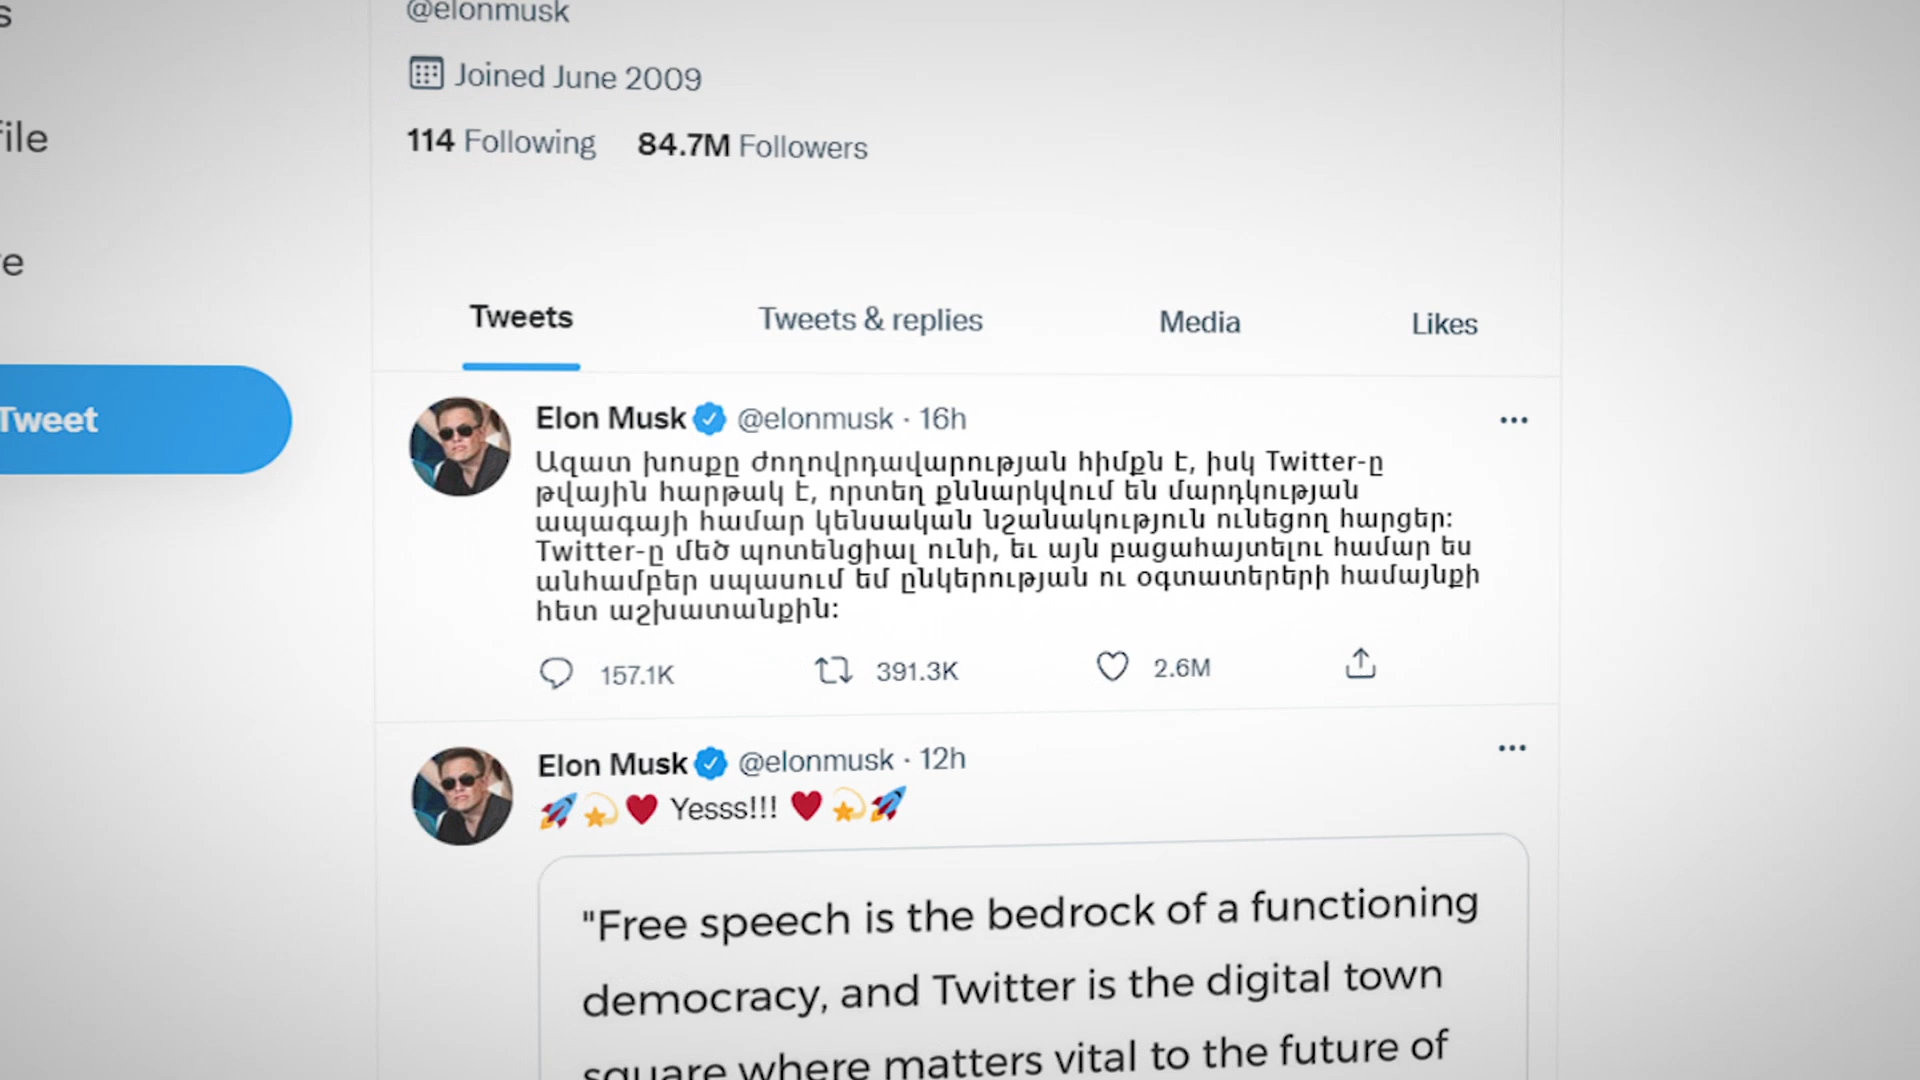 @elonmusk
Joined June 2009
114 Following 84.7M Followers
Tweets Tweets & replies Media Likes
Tweet
Elon Musk @elonmusk · 16h
Ազատ խոսքը ժողովրդավարության հիմքն է, իսկ Twitter-ը
թվային հարթակ է, որտեղ քննարկվում են մարդկության
ապագայի համար կենսական նշանակություն ունեցող հարցեր:
Twitter-ը մեծ պոտենցիալ ունի, եւ այն բացահայտելու համար ես
անհամբեր սպասում եմ ընկերության ու օգտատերերի համայնքի
հետ աշխատանքին:
157.1K 391.3K 2.6M
Elon Musk @elonmusk · 12h
🚀💫♥ Yesss!!! ♥💫🚀
"Free speech is the bedrock of a functioning
democracy, and Twitter is the digital town
square where matters vital to the future of